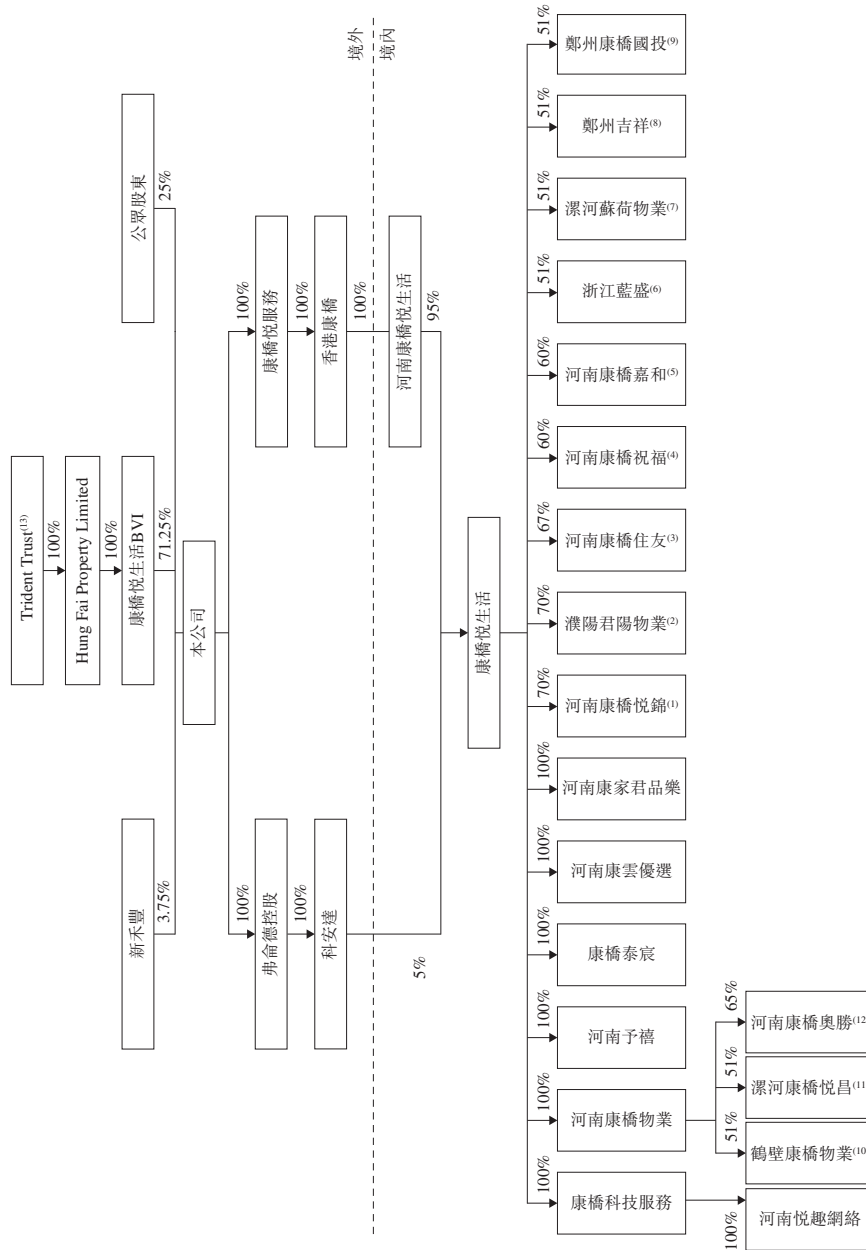 Trident Trust(13)
100%
Hung Fai Property Limited
100%
新禾豐
康橋悅生活BVI
公眾股東
3.75%
71.25%
25%
本公司
100%
100%
弗侖德控股
康橋悅服務
100%
100%
科安達
香港康橋
100%
境外
境內
河南康橋悅生活
5%
95%
康橋悅生活
100%
100%
100%
100%
100%
100%
70%
70%
67%
60%
60%
51%
51%
51%
51%
康橋科技服務
河南康橋物業
河南予禧
康橋泰宸
河南康雲優選
河南康家君品樂
河南康橋悅錦(1)
濮陽君陽物業(2)
河南康橋住友(3)
河南康橋祝福(4)
河南康橋嘉和(5)
浙江藍盛(6)
漯河蘇荷物業(7)
鄭州吉祥(8)
鄭州康橋國投(9)
100%
51%
51%
65%
河南悅趣網絡
鶴壁康橋物業(10)
漯河康橋悅昌(11)
河南康橋奧勝(12)